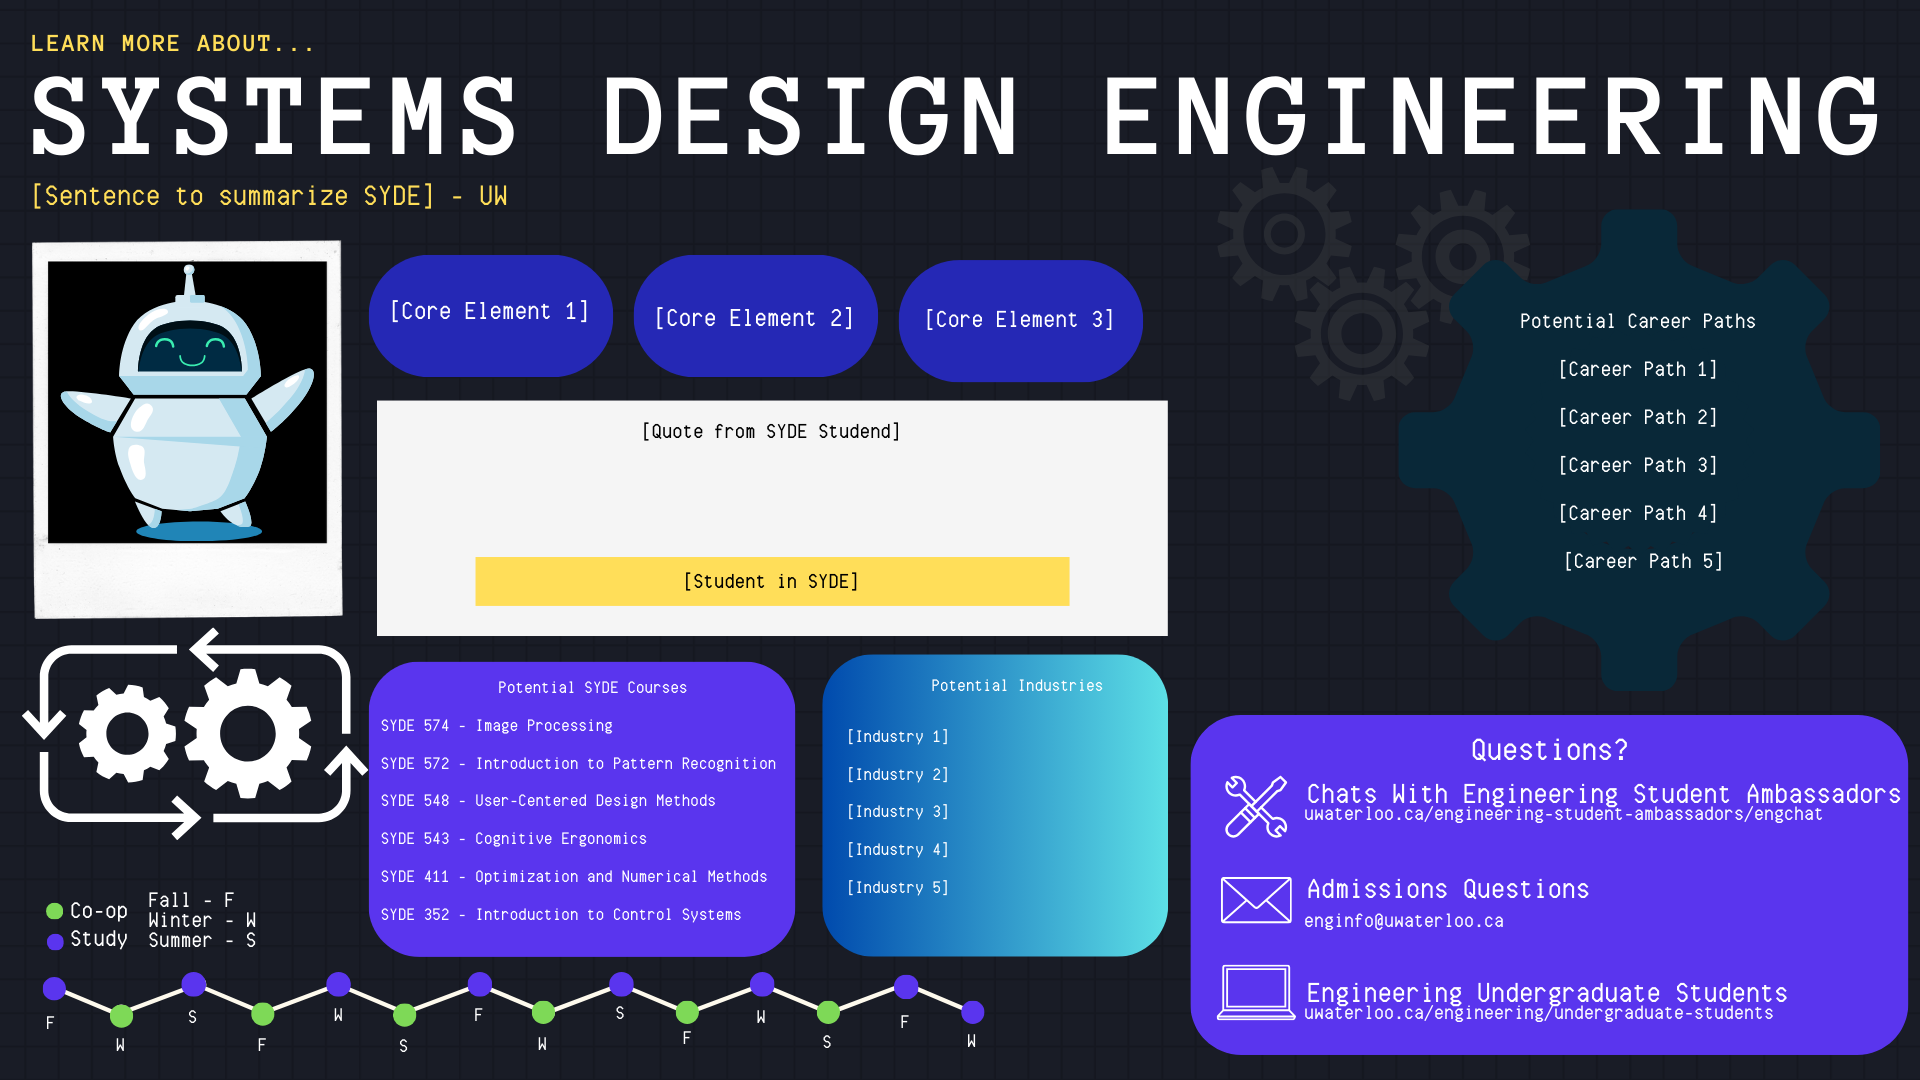 LEARN MORE ABOUT...
SYSTEMS DESIGN ENGINEERING
[Sentence to summarize SYDE] - UW
[Core Element 1]
[Core Element 2]
[Core Element 3]
[Quote from SYDE Studend]
[Student in SYDE]
Potential Career Paths
[Career Path 1]
[Career Path 2]
[Career Path 3]
[Career Path 4]
[Career Path 5]
Potential SYDE Courses
SYDE 574 - Image Processing
SYDE 572 - Introduction to Pattern Recognition
SYDE 548 - User-Centered Design Methods
SYDE 543 - Cognitive Ergonomics
SYDE 411 - Optimization and Numerical Methods
SYDE 352 - Introduction to Control Systems
Potential Industries
[Industry 1]
[Industry 2]
[Industry 3]
[Industry 4]
[Industry 5]
Questions?
Chats With Engineering Student Ambassadors
uwaterloo.ca/engineering-student-ambassadors/engchat
Admissions Questions
enginfo@uwaterloo.ca
Engineering Undergraduate Students
uwaterloo.ca/engineering/undergraduate-students
Co-op
Study
Fall - F
Winter - W
Summer - S
F
W
S
F
W
S
F
W
S
F
W
S
F
W